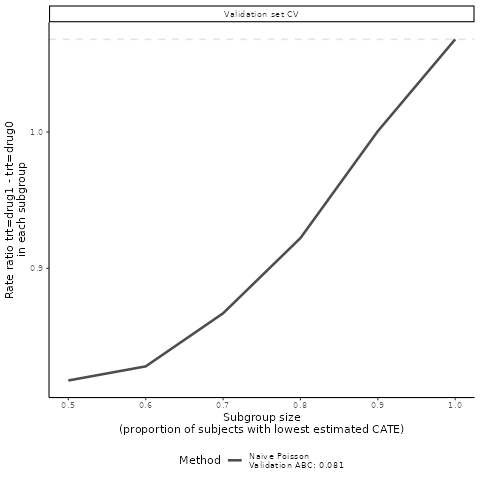 Validation set CV
Rate ratio trt=drug1 - trt=drug0
in each subgroup
1.0
0.9
0.5 0.6 0.7 0.8 0.9 1.0
Subgroup size
(proportion of subjects with lowest estimated CATE)
Method
Naive Poisson
Validation ABC: 0.081